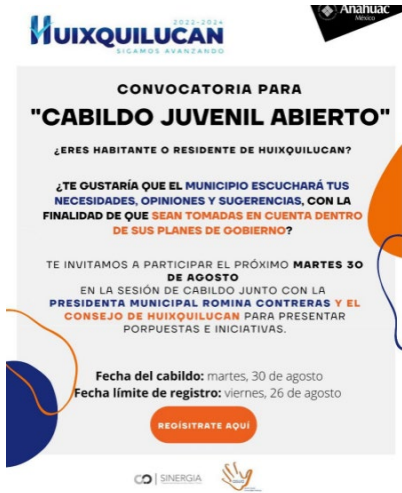 2022-2024
HUIXQUILUCAN
SIGAMOS AVANZANDO
Anáhuac
México
CONVOCATORIA PARA
"CABILDO JUVENIL ABIERTO"
¿ERES HABITANTE O RESIDENTE DE HUIXQUILUCAN?
¿TE GUSTARÍA QUE EL MUNICIPIO ESCUCHARÁ TUS
NECESIDADES, OPINIONES Y SUGERENCIAS, CON LA
FINALIDAD DE QUE SEAN TOMADAS EN CUENTA DENTRO
DE SUS PLANES DE GOBIERNO?
TE INVITAMOS A PARTICIPAR EL PRÓXIMO MARTES 30
DE AGOSTO
EN LA SESIÓN DE CABILDO JUNTO CON LA
PRESIDENTA MUNICIPAL ROMINA CONTRERAS Y EL
CONSEJO DE HUIXQUILUCAN PARA PRESENTAR
PORPUESTAS E INICIATIVAS.
Fecha del cabildo: martes, 30 de agosto
Fecha límite de registro: viernes, 26 de agosto
REGÍSITRATE AQUÍ
SINERGIA